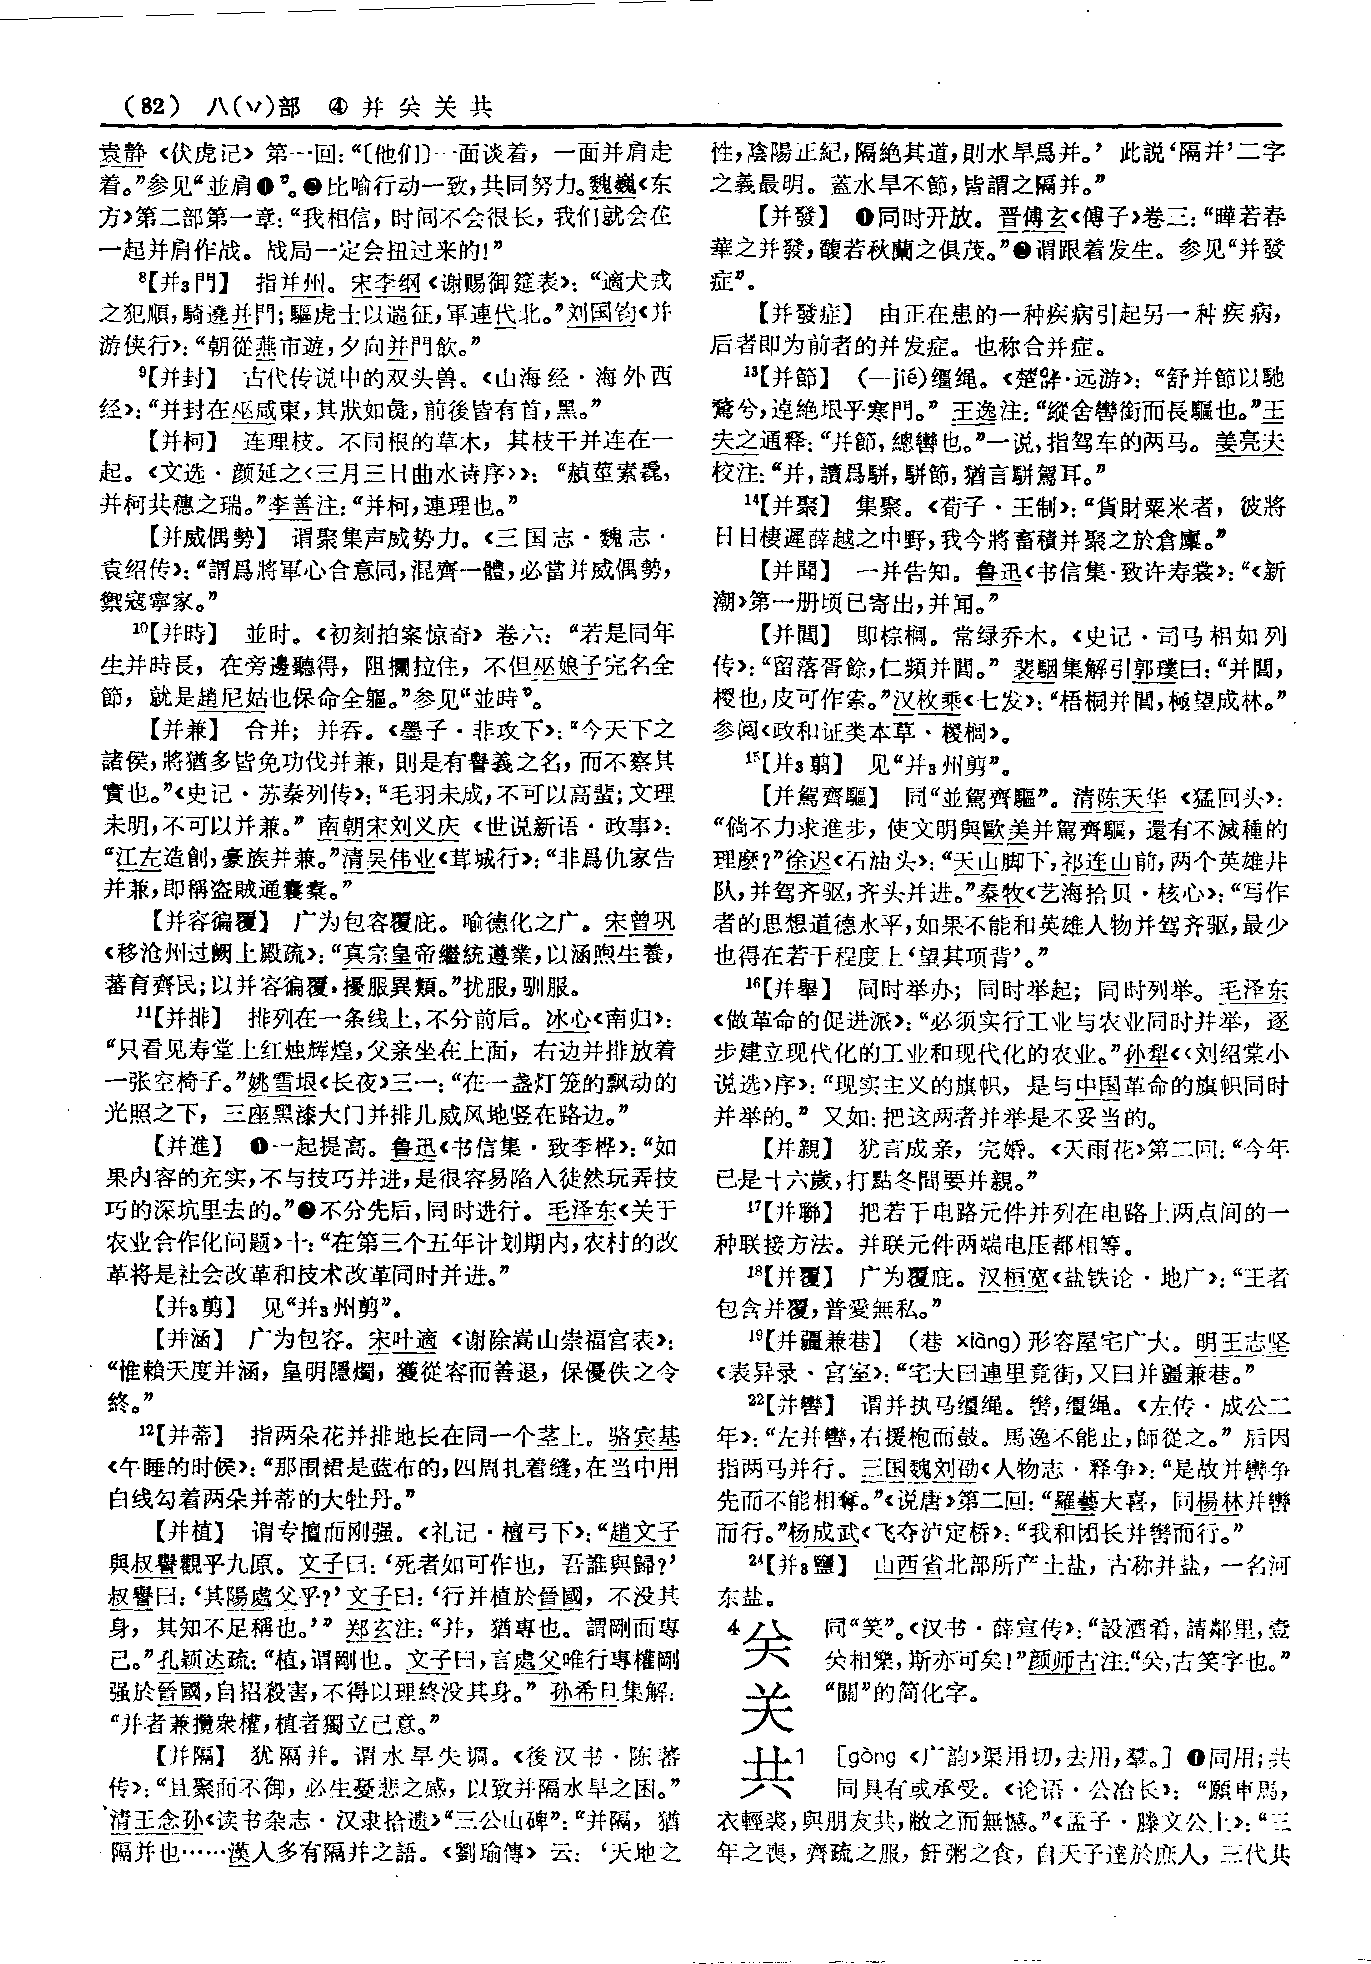 (82) 八(丷)部 ④ 并 关 关 共
袁静《伏虎记》第一回：“〔他们〕一面谈着，一面并肩走
着。”参见“並肩❶”。❷比喻行动一致，共同努力。魏巍《东
方》第二部第一章：“我相信，时间不会很长，我们就会在
一起并肩作战。战局一定会扭过来的！”
8【并3門】 指并州。宋李纲《谢赐御筵表》：“適犬戎
之犯順，騎遶并門；驅虎士以遄征，軍連代北。”刘国钧《并
游侠行》：“朝從燕市遊，夕向并門飲。”
9【并封】 古代传说中的双头兽。《山海经·海外西
经》：“并封在巫咸東，其狀如彘，前後皆有首，黑。”
【并柯】 连理枝。不同根的草木，其枝干并连在一
起。《文选·颜延之〈三月三日曲水诗序〉》：“赬莖素毳，
并柯共穗之瑞。”李善注：“并柯，連理也。”
【并威偶勢】 谓聚集声威势力。《三国志·魏志·
袁绍传》：“謂爲將軍心合意同，混齊一體，必當并威偶勢，
禦寇寧家。”
10【并時】 並时。《初刻拍案惊奇》卷六：“若是同年
生并時長，在旁邊聽得，阻攔拉住，不但巫娘子完名全
節，就是趙尼姑也保命全軀。”参见“並時”。
【并兼】 合并；并吞。《墨子·非攻下》：“今天下之
諸侯，將猶多皆免功伐并兼，則是有譽義之名，而不察其
實也。”《史记·苏秦列传》：“毛羽未成，不可以高蜚；文理
未明，不可以并兼。”南朝宋刘义庆《世说新语·政事》：
“江左造創，豪族并兼。”清吴伟业《茸城行》：“非爲仇家告
并兼，即稱盗賊通囊橐。”
【并容徧覆】 广为包容覆庇。喻德化之广。宋曾巩
《移沧州过阙上殿疏》：“真宗皇帝繼統遵業，以涵煦生養，
蕃育齊民；以并容徧覆，擾服異類。”扰服，驯服。
11【并排】 排列在一条线上，不分前后。冰心《南归》：
“只看见寿堂上红烛辉煌，父亲坐在上面，右边并排放着
一张空椅子。”姚雪垠《长夜》三一：“在一盏灯笼的飘动的
光照之下，三座黑漆大门并排儿威风地竖在路边。”
【并進】 ❶一起提高。鲁迅《书信集·致李桦》：“如
果内容的充实，不与技巧并进，是很容易陷入徒然玩弄技
巧的深坑里去的。”❷不分先后，同时进行。毛泽东《关于
农业合作化问题》十：“在第三个五年计划期内，农村的改
革将是社会改革和技术改革同时并进。”
【并3剪】 见“并3州剪”。
【并涵】 广为包容。宋叶適《谢除嵩山崇福宫表》：
“惟賴天度并涵，皇明隱燭，獲從容而善退，保優佚之令
終。”
12【并蒂】 指两朵花并排地长在同一个茎上。骆宾基
《午睡的时候》：“那围裙是蓝布的，四周扎着缝，在当中用
白线勾着两朵并蒂的大牡丹。”
【并植】 谓专擅而刚强。《礼记·檀弓下》：“趙文子
與叔譽觀乎九原。文子曰：‘死者如可作也，吾誰與歸？’
叔譽曰：‘其陽處父乎？’文子曰：‘行并植於晉國，不没其
身，其知不足稱也。’”郑玄注：“并，猶專也。謂剛而專
己。”孔颖达疏：“植，谓剛也。文子曰，言處父唯行專權剛
强於晉國，自招殺害，不得以理終没其身。”孙希旦集解：
“并者兼攬衆權，植者獨立己意。”
【并隔】 犹隔并。谓水旱失调。《後汉书·陈蕃
传》：“且聚而不御，必生憂悲之感，以致并隔水旱之困。”
清王念孙《读书杂志·汉隶拾遗》“三公山碑”：“并隔，猶
隔并也……漢人多有隔并之語。《劉瑜傳》云：‘天地之
性，陰陽正紀，隔絶其道，則水旱爲并。’此説‘隔并’二字
之義最明。蓋水旱不節，皆謂之隔并。”
【并發】 ❶同时开放。晋傅玄《傅子》卷三：“曄若春
華之并發，馥若秋蘭之俱茂。”❷谓跟着发生。参见“并發
症”。
【并發症】 由正在患的一种疾病引起另一种疾病，
后者即为前者的并发症。也称合并症。
13【并節】 （—jié）缰绳。《楚辞·远游》：“舒并節以馳
騖兮，逴絶垠乎寒門。”王逸注：“縱舍轡銜而長驅也。”王
夫之通释：“并節，總轡也。”一说，指驾车的两马。姜亮夫
校注：“并，讀爲駢，駢節，猶言駢駕耳。”
14【并聚】 集聚。《荀子·王制》：“貨財粟米者，彼將
日日棲遲薛越之中野，我今將畜積并聚之於倉廪。”
【并聞】 一并告知。鲁迅《书信集·致许寿裳》：“《新
潮》第一册顷已寄出，并闻。”
【并閭】 即棕榈。常绿乔木。《史记·司马相如列
传》：“留落胥餘，仁頻并閭。”裴駰集解引郭璞曰：“并閭，
椶也，皮可作索。”汉枚乘《七发》：“梧桐并閭，極望成林。”
参阅《政和证类本草·椶榈》。
15【并3翦】 见“并3州剪”。
【并駕齊驅】 同“並駕齊驅”。清陈天华《猛回头》：
“倘不力求進步，使文明與歐美并駕齊驅，還有不滅種的
理麽？”徐迟《石油头》：“天山脚下，祁连山前，两个英雄井
队，并驾齐驱，齐头并进。”秦牧《艺海拾贝·核心》：“写作
者的思想道德水平，如果不能和英雄人物并驾齐驱，最少
也得在若干程度上‘望其项背’。”
16【并舉】 同时举办；同时举起；同时列举。毛泽东
《做革命的促进派》：“必须实行工业与农业同时并举，逐
步建立现代化的工业和现代化的农业。”孙犁《〈刘绍棠小
说选〉序》：“现实主义的旗帜，是与中国革命的旗帜同时
并举的。”又如：把这两者并举是不妥当的。
【并親】 犹言成亲，完婚。《天雨花》第二回：“今年
已是十六歲，打點冬間要并親。”
17【并聯】 把若干电路元件并列在电路上两点间的一
种联接方法。并联元件两端电压都相等。
18【并覆】 广为覆庇。汉桓宽《盐铁论·地广》：“王者
包含并覆，普愛無私。”
19【并疆兼巷】 （巷 xiàng）形容屋宅广大。明王志坚
《表异录·宫室》：“宅大曰連里竟街，又曰并疆兼巷。”
22【并轡】 谓并执马缰绳。辔，缰绳。《左传·成公二
年》：“左并轡，右援枹而鼓。馬逸不能止，師從之。”后因
指两马并行。三国魏刘劭《人物志·释争》：“是故并轡争
先而不能相奪。”《说唐》第二回：“羅藝大喜，同楊林并轡
而行。”杨成武《飞夺泸定桥》：“我和团长并辔而行。”
24【并3鹽】 山西省北部所产土盐，古称并盐，一名河
东盐。
4 关 同“笑”。《汉书·薛宣传》：“設酒肴，請鄰里，壹
关相樂，斯亦可矣！”颜师古注：“关，古笑字也。”
关 “關”的简化字。
共1 ［gòng《广韵》渠用切，去用，羣。］❶同用；共
同具有或承受。《论语·公冶长》：“願車馬，
衣輕裘，與朋友共，敝之而無憾。”《孟子·滕文公上》：“三
年之喪，齊疏之服，飦粥之食，自天子達於庶人，三代共